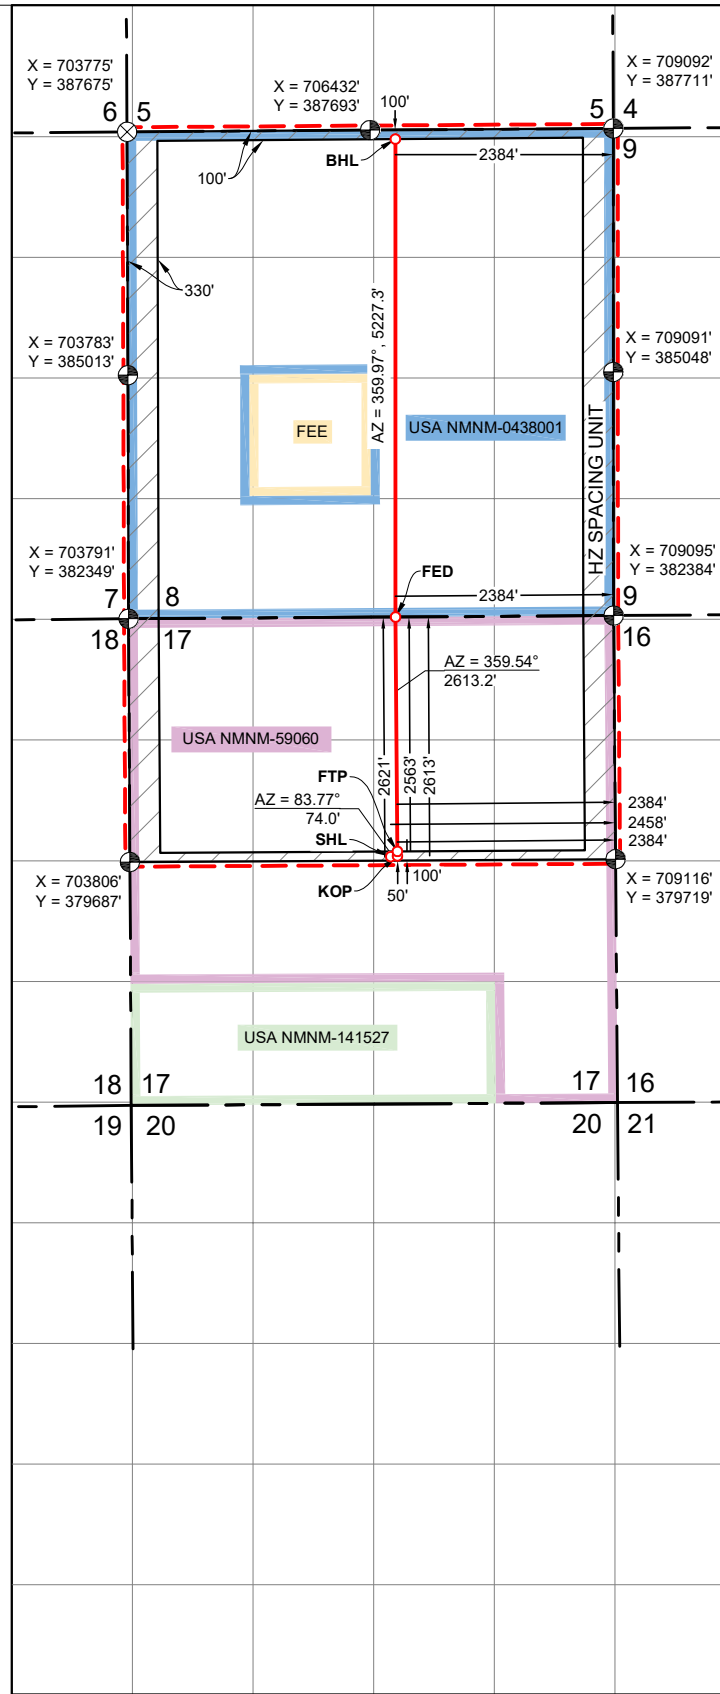 X = 703775'
Y = 387675'
X = 706432'
Y = 387693'
100'
X = 709092'
Y = 387711'
6
5
5
4
9
BHL
2384'
100'
330'
AZ = 359.97°, 5227.3'
X = 703783'
Y = 385013'
X = 709091'
Y = 385048'
FEE
USA NMNM-0438001
HZ SPACING UNIT
X = 703791'
Y = 382349'
X = 709095'
Y = 382384'
FED
2384'
7
8
9
18
17
16
AZ = 359.54°
2613.2'
USA NMNM-59060
2621'
2563'
2613'
FTP
AZ = 83.77°
74.0'
SHL
KOP
2384'
2458'
2384'
100'
50'
X = 703806'
Y = 379687'
X = 709116'
Y = 379719'
USA NMNM-141527
18
17
17
16
19
20
20
21